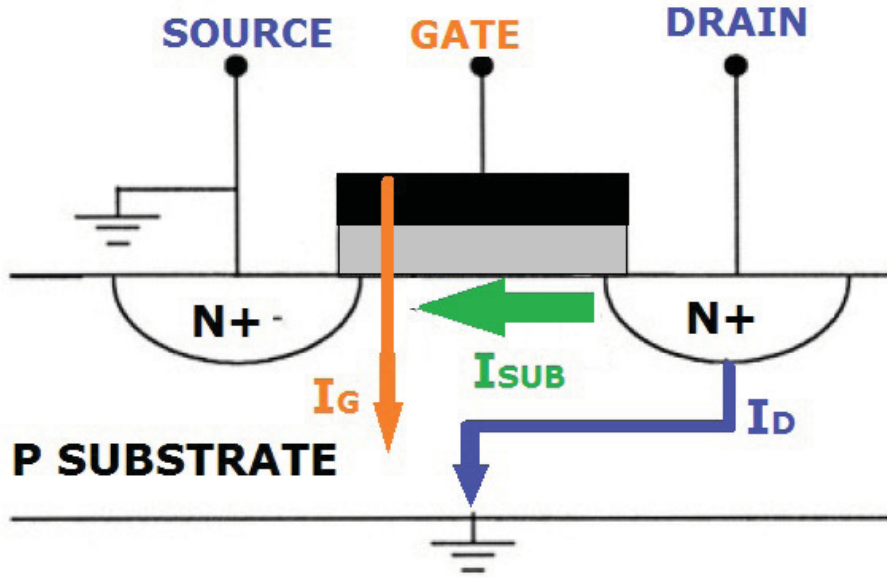 SOURCE
GATE
DRAIN
N+ -
N+
ISUB
IG
ID
P SUBSTRATE